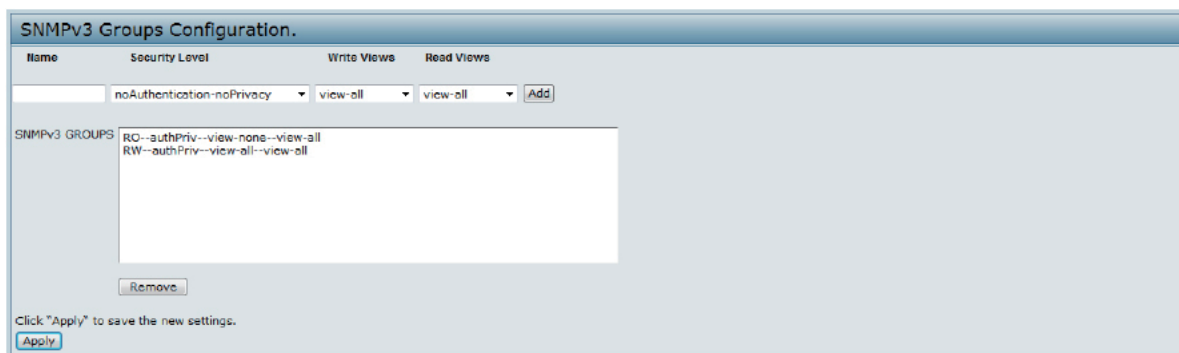 SNMPv3 Groups Configuration.
Name Security Level Write Views Read Views
noAuthentication-noPrivacy view-all view-all Add
SNMPv3 GROUPS
RO--authPriv--view-none--view-all
RW--authPriv--view-all--view-all
Remove
Click "Apply" to save the new settings.
Apply